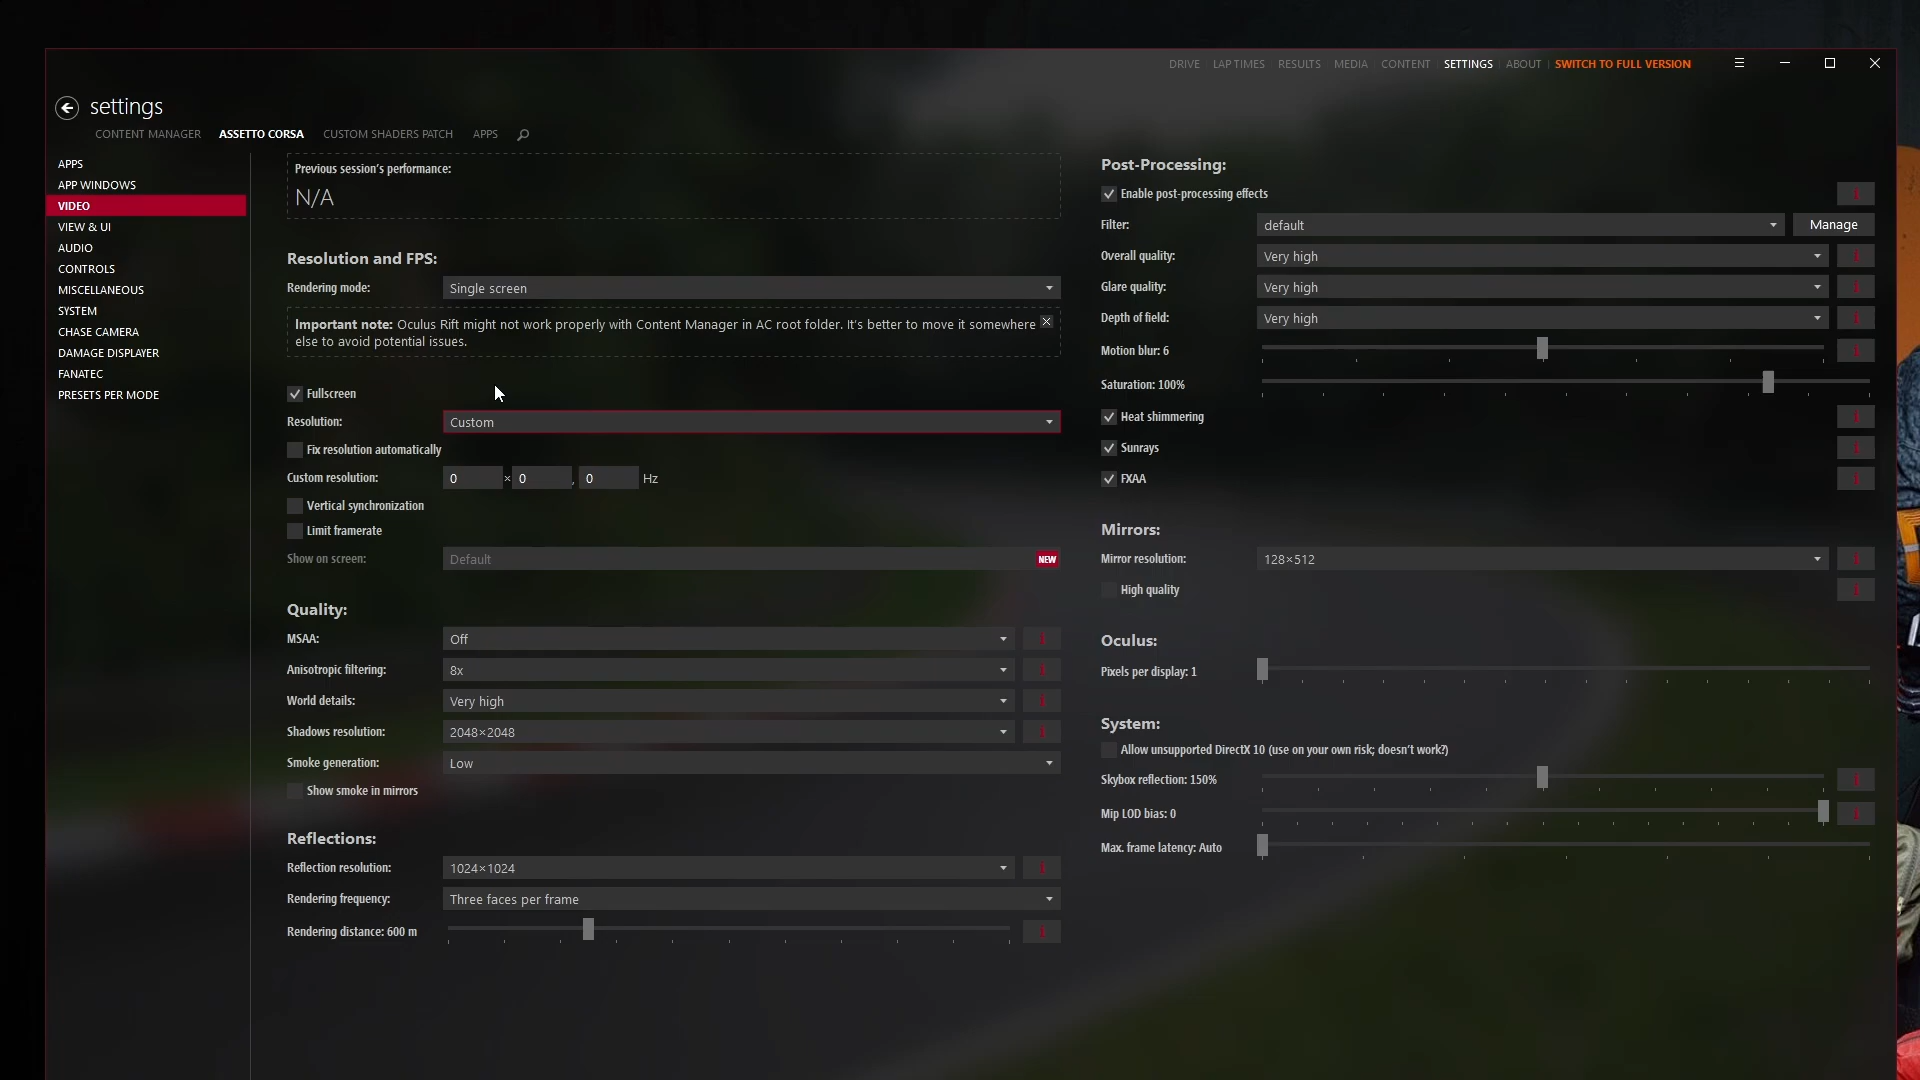 DRIVE LAP TIMES RESULTS MEDIA CONTENT SETTINGS ABOUT SWITCH TO FULL VERSION
settings
CONTENT MANAGER ASSETTO CORSA CUSTOM SHADERS PATCH APPS
APPS
APP WINDOWS
VIDEO
VIEW & UI
AUDIO
CONTROLS
MISCELLANEOUS
SYSTEM
CHASE CAMERA
DAMAGE DISPLAYER
FANATEC
PRESETS PER MODE
Previous session's performance:
N/A
Resolution and FPS:
Rendering mode: Single screen
Important note: Oculus Rift might not work properly with Content Manager in AC root folder. It's better to move it somewhere
else to avoid potential issues.
Fullscreen
Resolution: Custom
Fix resolution automatically
Custom resolution: 0 × 0 , 0 Hz
Vertical synchronization
Limit framerate
Show on screen: Default NEW
Quality:
MSAA: Off
Anisotropic filtering: 8x
World details: Very high
Shadows resolution: 2048×2048
Smoke generation: Low
Show smoke in mirrors
Reflections:
Reflection resolution: 1024×1024
Rendering frequency: Three faces per frame
Rendering distance: 600 m
Post-Processing:
Enable post-processing effects
Filter: default Manage
Overall quality: Very high
Glare quality: Very high
Depth of field: Very high
Motion blur: 6
Saturation: 100%
Heat shimmering
Sunrays
FXAA
Mirrors:
Mirror resolution: 128×512
High quality
Oculus:
Pixels per display: 1
System:
Allow unsupported DirectX 10 (use on your own risk; doesn't work?)
Skybox reflection: 150%
Mip LOD bias: 0
Max. frame latency: Auto